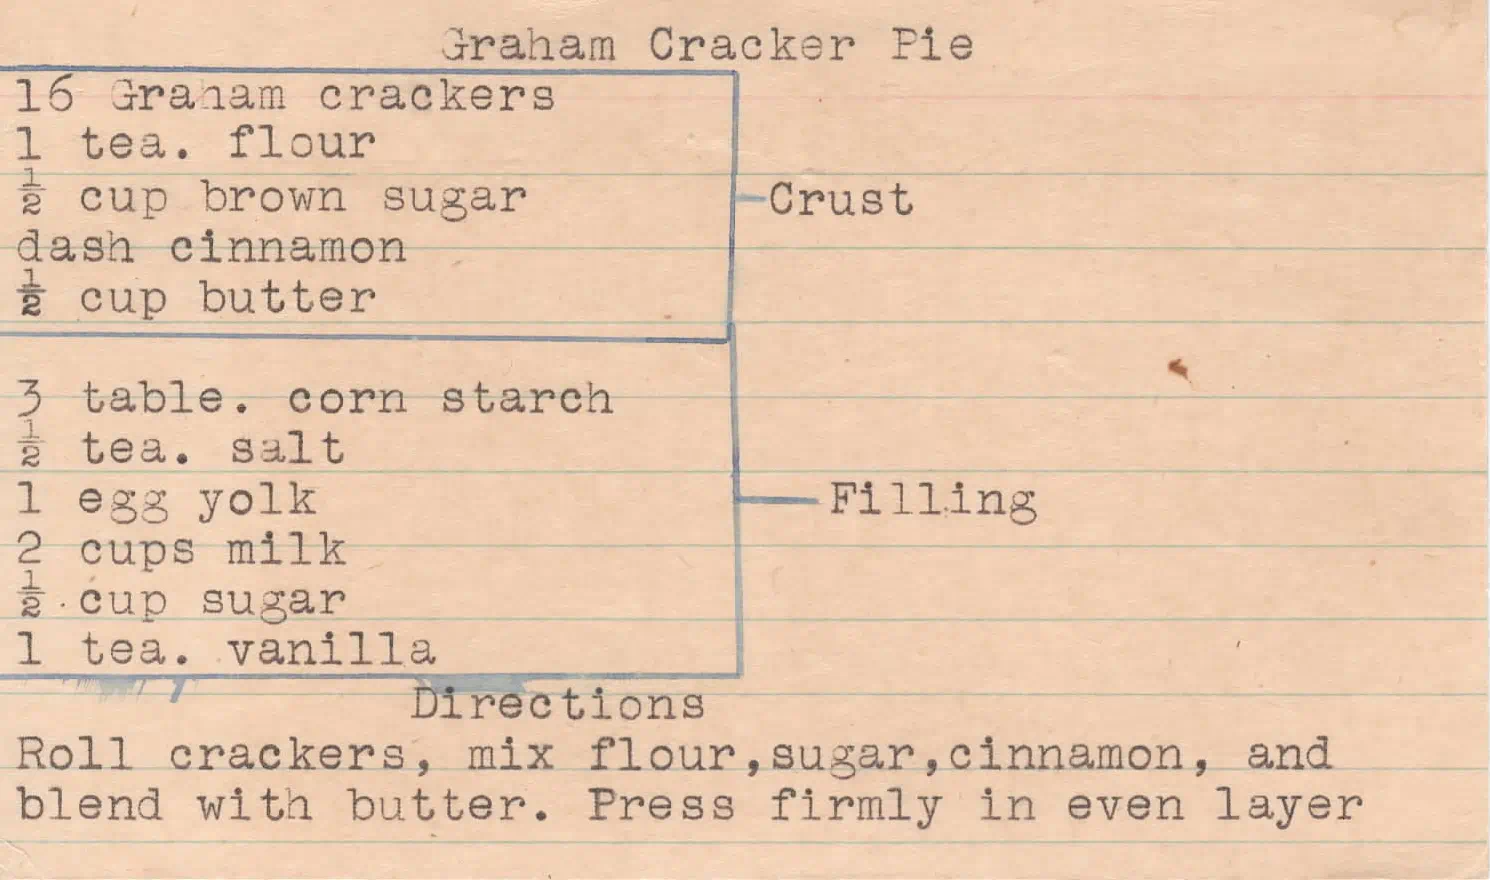 Graham Cracker Pie
16 Graham crackers
1 tea. flour
½ cup brown sugar
Crust
dash cinnamon
½ cup butter
3 table. corn starch
½ tea. salt
1 egg yolk
Filling
2 cups milk
½ cup sugar
1 tea. vanilla
Directions
Roll crackers, mix flour,sugar,cinnamon, and
blend with butter. Press firmly in even layer